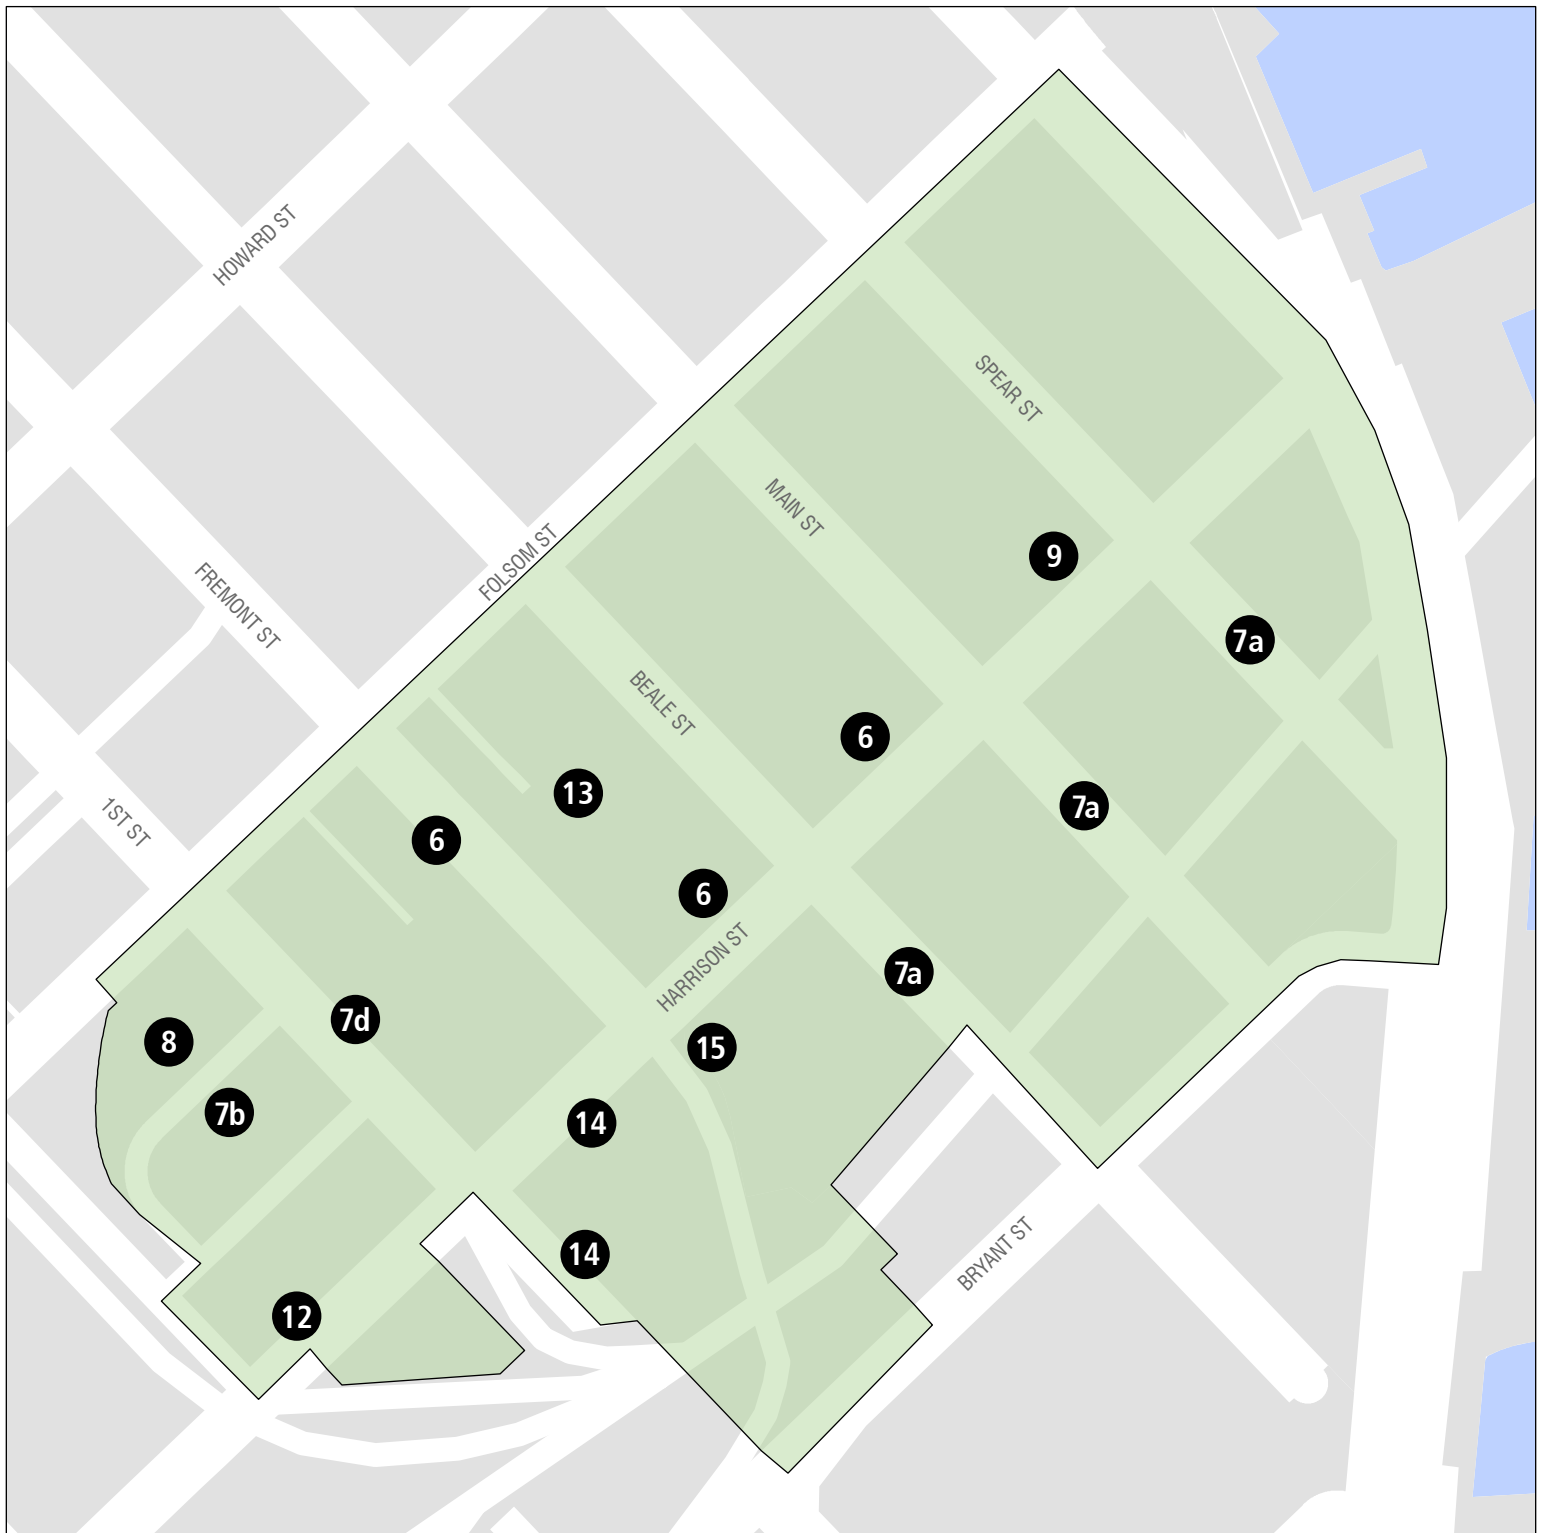 HOWARD ST
SPEAR ST
MAIN ST
FOLSOM ST
9
FREMONT ST
7a
BEALE ST
6
13
7a
1ST ST
6
6
HARRISON ST
7a
7d
8
15
7b
14
14
BRYANT ST
12